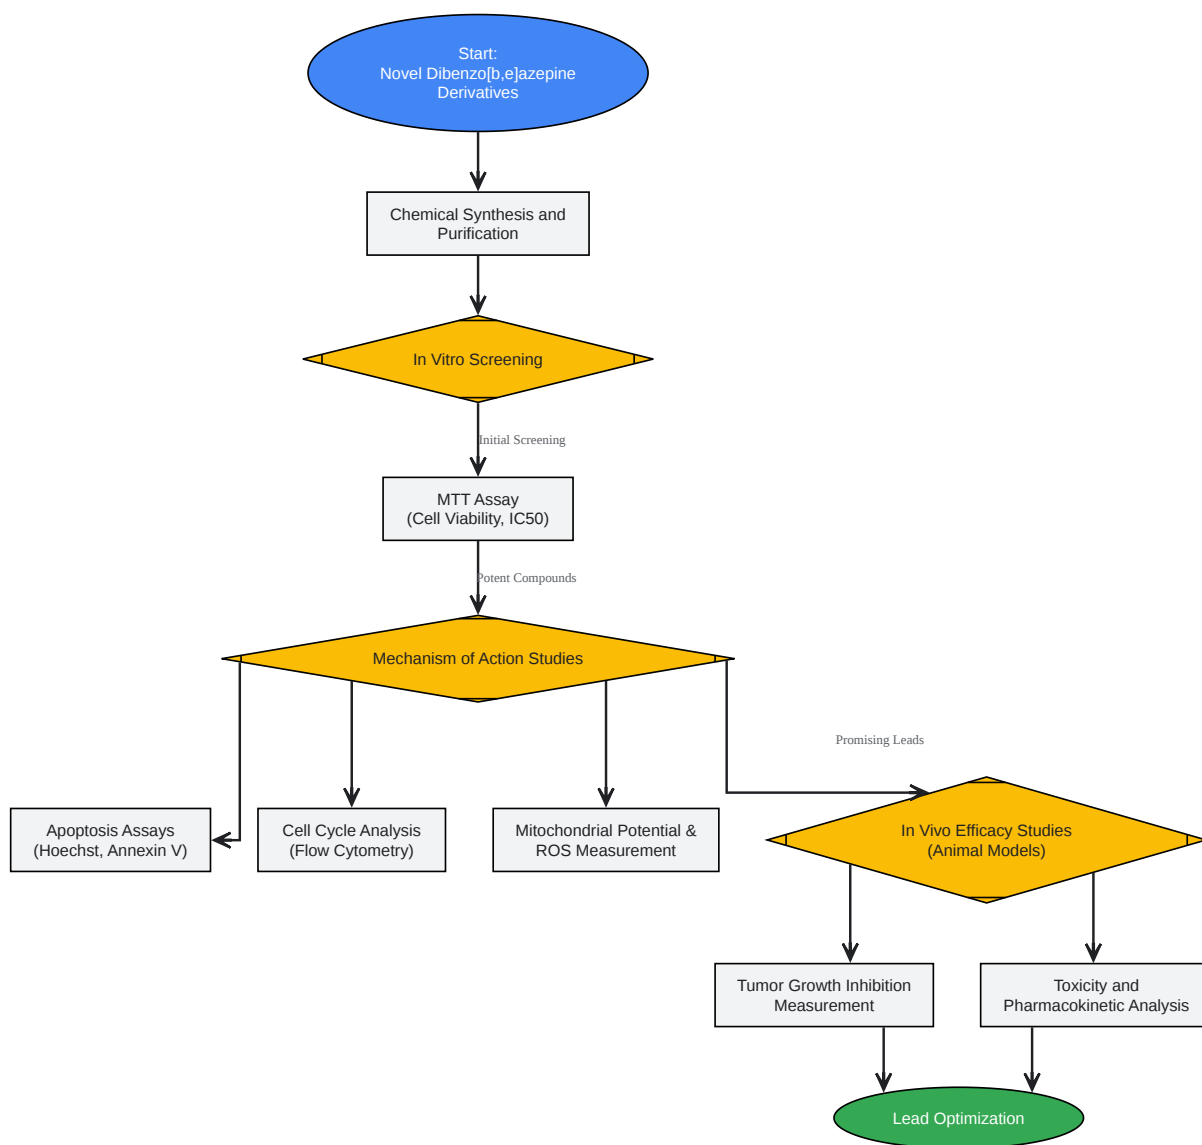 Start:
Novel Dibenzo[b,e]azepine
Derivatives
Chemical Synthesis and
Purification
In Vitro Screening
Initial Screening
MTT Assay
(Cell Viability, IC50)
Potent Compounds
Mechanism of Action Studies
Promising Leads
Apoptosis Assays
(Hoechst, Annexin V)
Cell Cycle Analysis
(Flow Cytometry)
Mitochondrial Potential &
ROS Measurement
In Vivo Efficacy Studies
(Animal Models)
Tumor Growth Inhibition
Measurement
Toxicity and
Pharmacokinetic Analysis
Lead Optimization